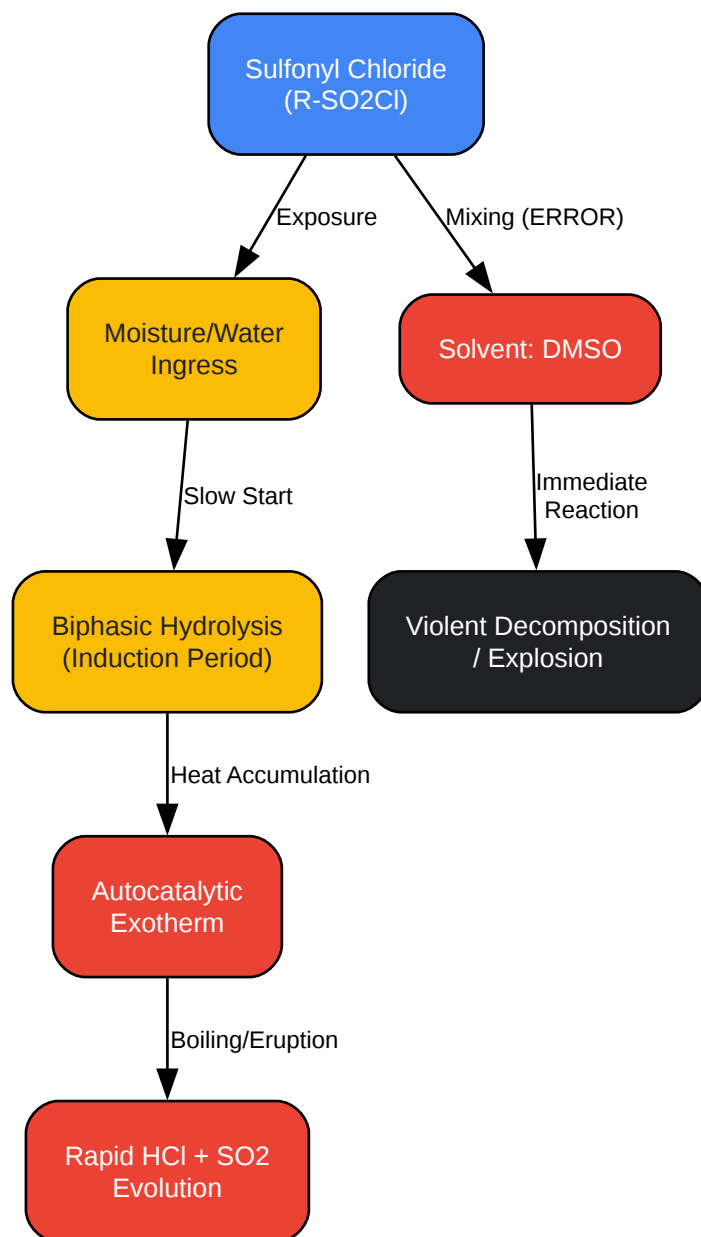 Sulfonyl Chloride
(R-SO2Cl)
Exposure
Mixing (ERROR)
Moisture/Water
Ingress
Solvent: DMSO
Slow Start
Immediate
Reaction
Biphasic Hydrolysis
(Induction Period)
Violent Decomposition
/ Explosion
Heat Accumulation
Autocatalytic
Exotherm
Boiling/Eruption
Rapid HCl + SO2
Evolution